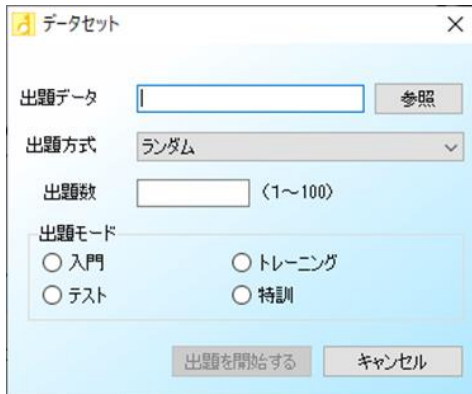 データセット
出題データ 参照
出題方式 ランダム
出題数 （1～100）
出題モード
入門 トレーニング
テスト 特訓
出題を開始する キャンセル